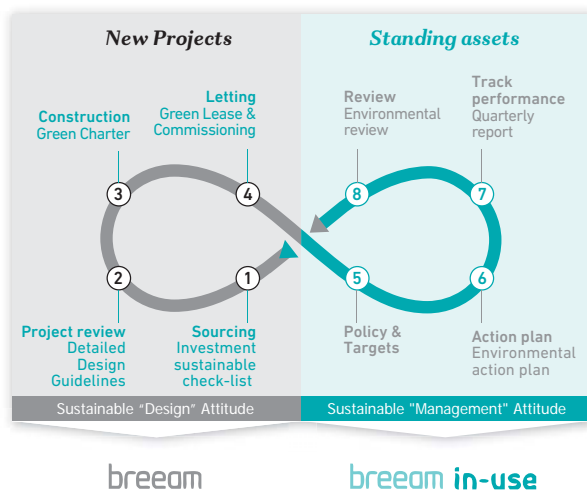 New Projects
Standing assets
Construction
Green Charter
Letting
Green Lease &
Commissioning
Review
Environmental
review
Track
performance
Quarterly
report
3
4
8
7
2
1
5
6
Project review
Detailed
Design
Guidelines
Sourcing
Investment
sustainable
check-list
Policy &
Targets
Action plan
Environmental
action plan
Sustainable "Design" Attitude
Sustainable "Management" Attitude
breeam
breeam in-use